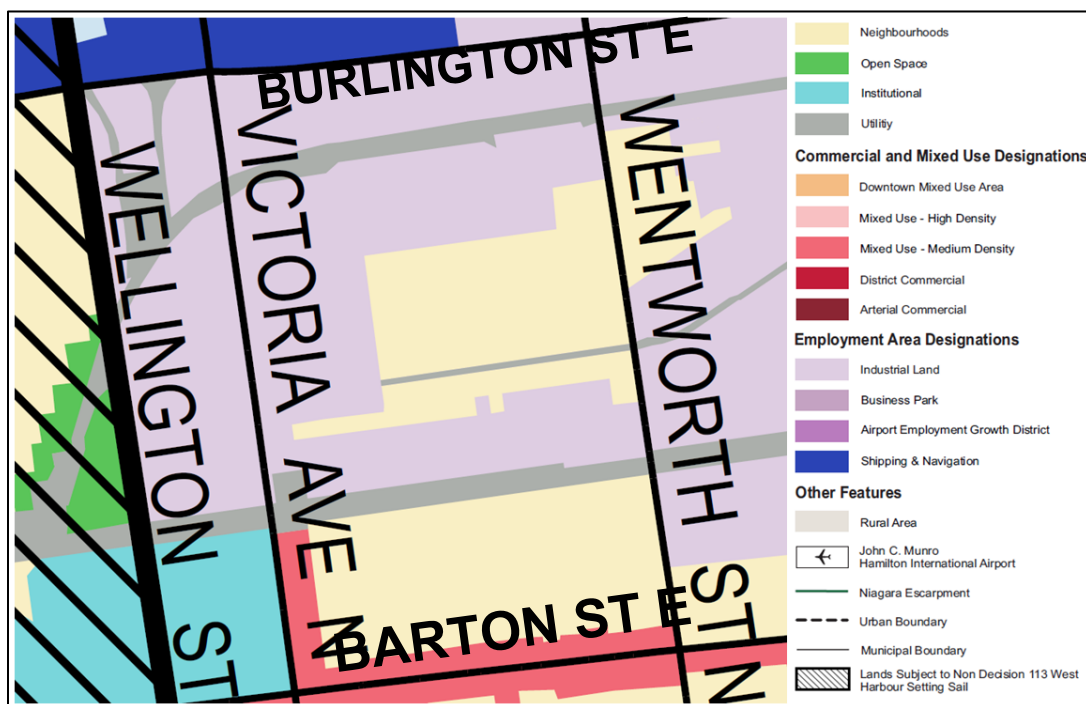 BURLINGTON ST E
WELLINGTON ST
VICTORIA AVE N
WENTWORTH ST N
BARTON ST E
Neighbourhoods
Open Space
Institutional
Utilitiy
Commercial and Mixed Use Designations
Downtown Mixed Use Area
Mixed Use - High Density
Mixed Use - Medium Density
District Commercial
Arterial Commercial
Employment Area Designations
Industrial Land
Business Park
Airport Employment Growth District
Shipping & Navigation
Other Features
Rural Area
John C. Munro
Hamilton International Airport
Niagara Escarpment
Urban Boundary
Municipal Boundary
Lands Subject to Non Decision 113 West
Harbour Setting Sail